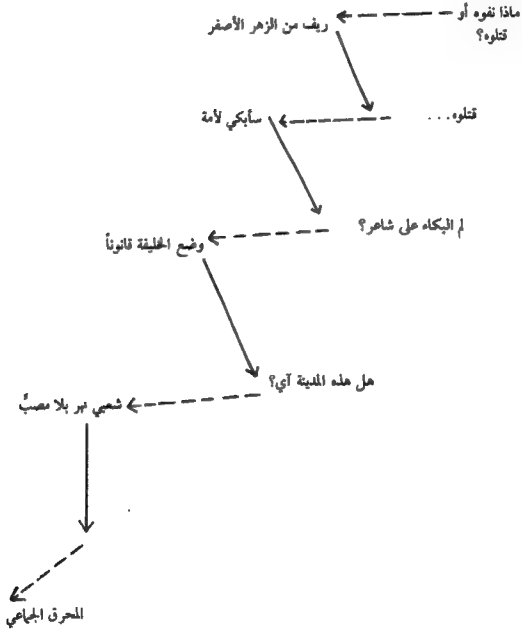 ماذا نفوه أو
قتلوه؟
ريف من الزهر الأصفر
قتلوه...
سأبكي لأمة
لم البكاء على شاعر؟
وضع الخليفة قانوناً
هل هذه المدينة آي؟
شعبي نهر بلا مصبٍّ
المحرق الجماعي